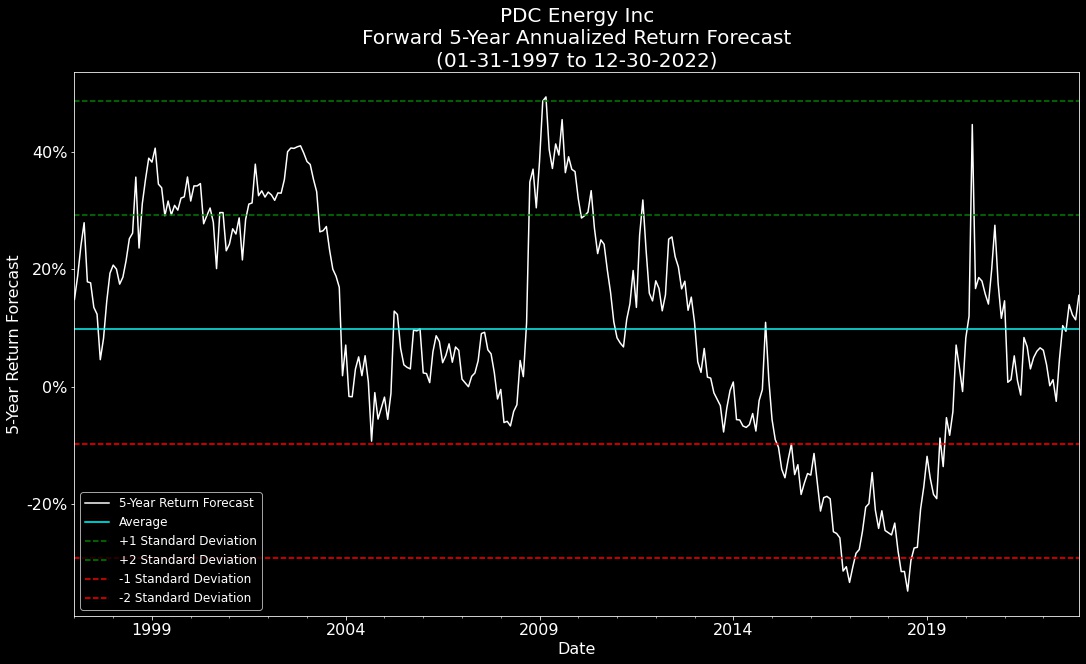 PDC Energy Inc
Forward 5-Year Annualized Return Forecast
(01-31-1997 to 12-30-2022)
5-Year Return Forecast
40%
20%
0%
-20%
5-Year Return Forecast
Average
+1 Standard Deviation
+2 Standard Deviation
-1 Standard Deviation
-2 Standard Deviation
1999 2004 2009 2014 2019
Date